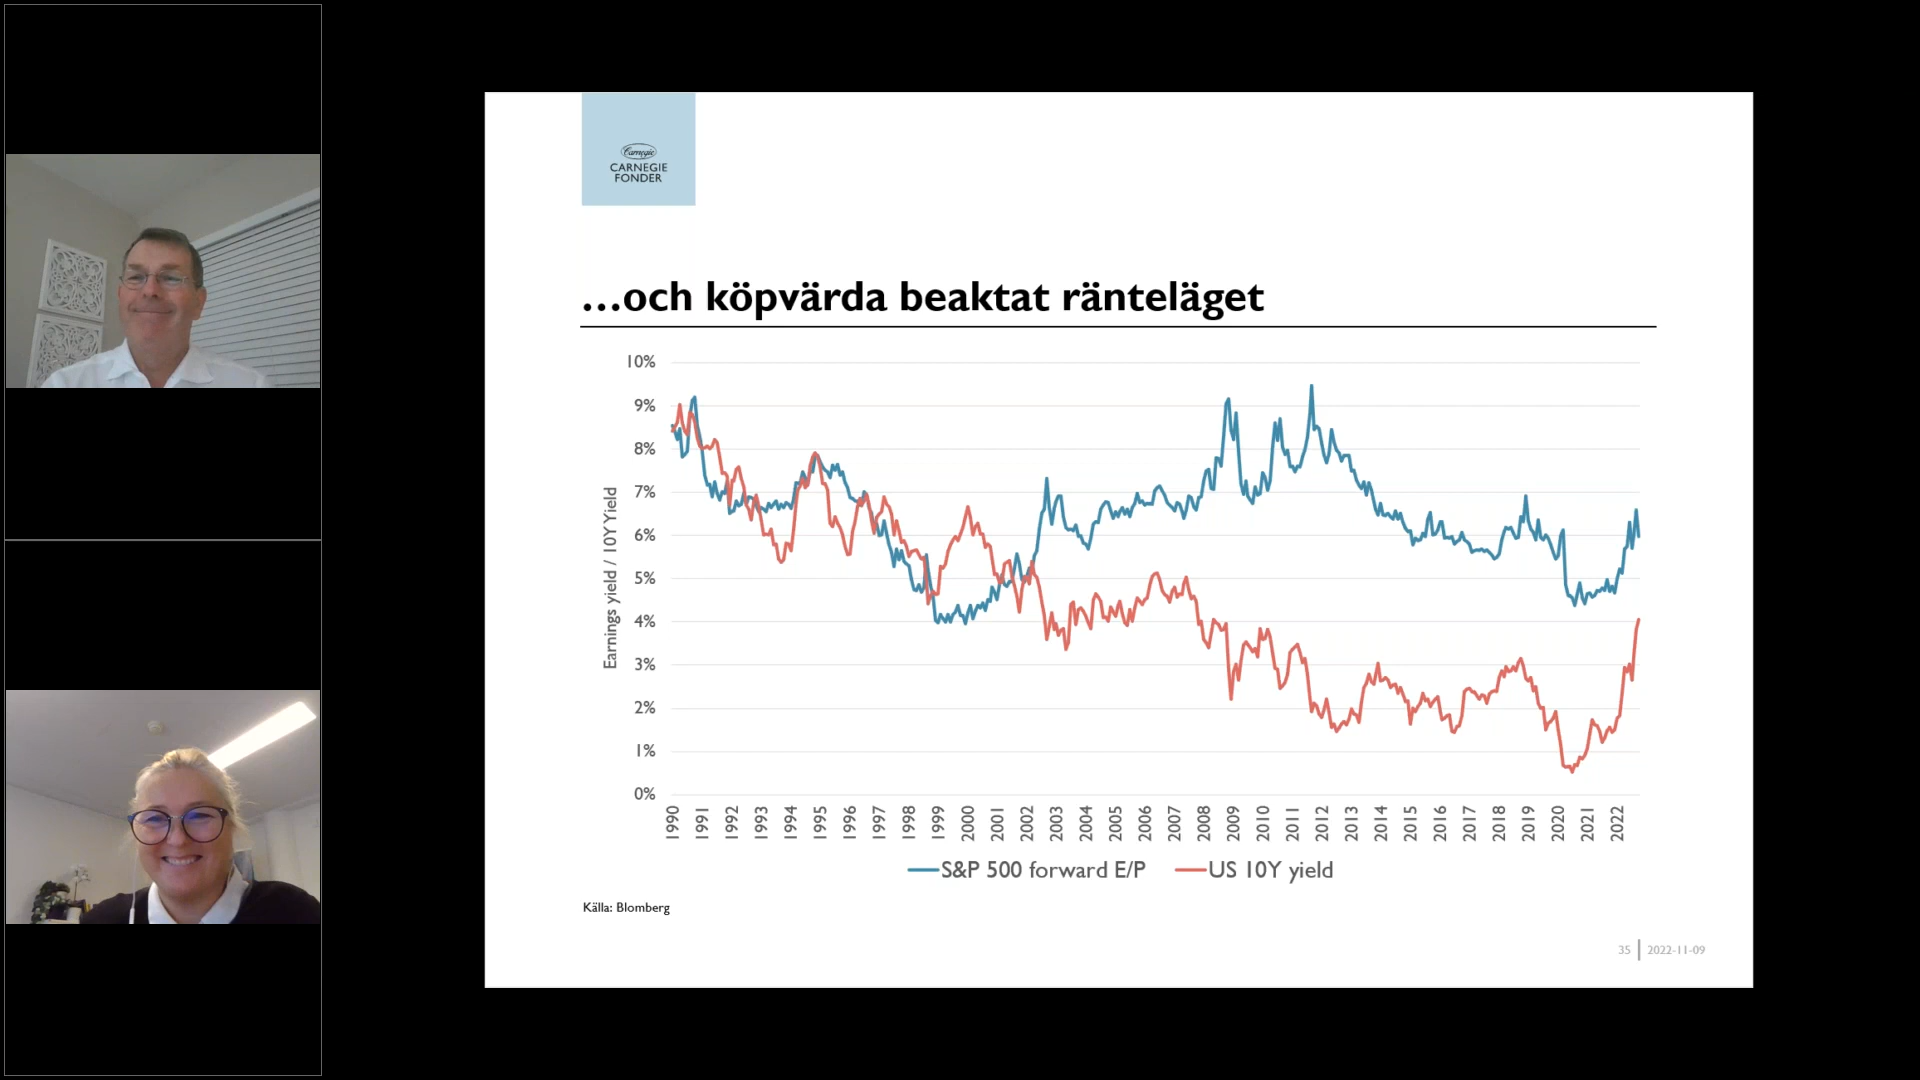 Carnegie
CARNEGIE
FONDER
...och köpvärda beaktat ränteläget
Earnings yield / 10Y Yield
10%
9%
8%
7%
6%
5%
4%
3%
2%
1%
0%
1990 1991 1992 1993 1994 1995 1996 1997 1998 1999 2000 2001 2002 2003 2004 2005 2006 2007 2008 2009 2010 2011 2012 2013 2014 2015 2016 2017 2018 2019 2020 2021 2022
S&P 500 forward E/P US 10Y yield
Källa: Blomberg
35 2022-11-09